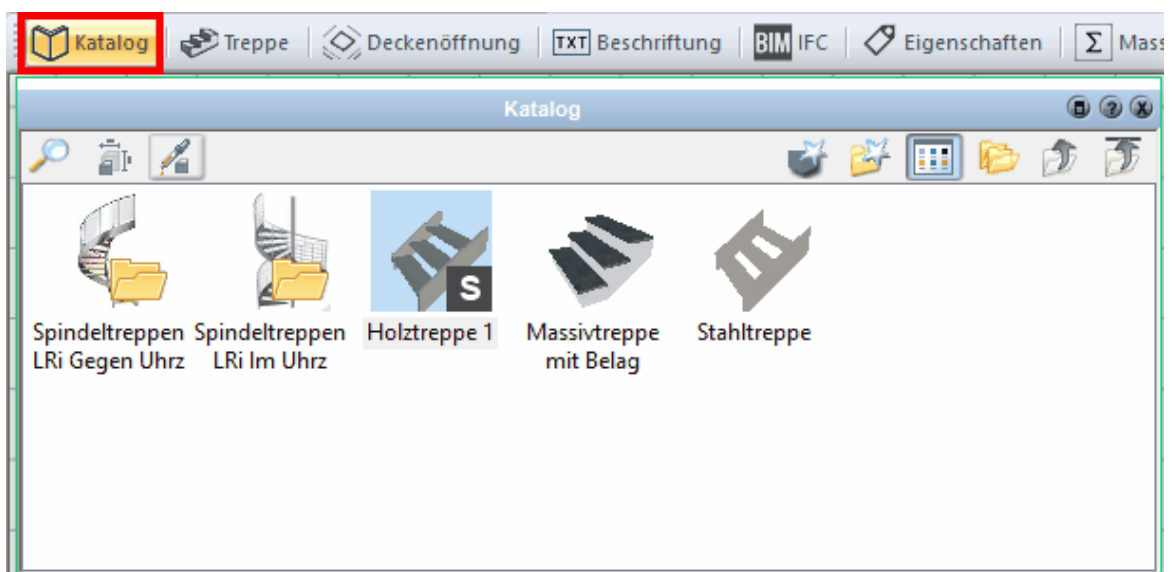 Katalog Treppe Deckenöffnung TXT Beschriftung BIM IFC Eigenschaften Σ Mass
Katalog
S
Spindeltreppen Spindeltreppen Holztreppe 1 Massivtreppe Stahltreppe
LRi Gegen Uhrz LRi Im Uhrz mit Belag